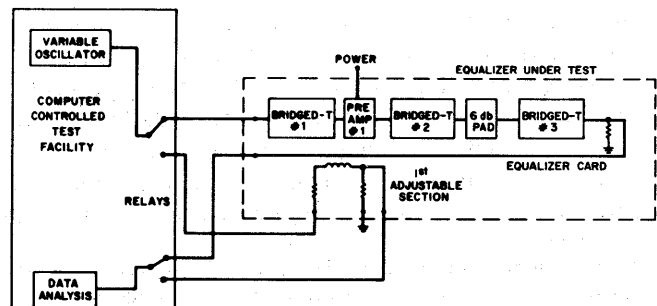 VARIABLE
OSCILLATOR
COMPUTER
CONTROLLED
TEST
FACILITY
RELAYS
DATA
ANALYSIS
POWER
EQUALIZER UNDER TEST
BRIDGED-T
#1
PRE
AMP
#1
BRIDGED-T
#2
6 db
PAD
BRIDGED-T
#3
EQUALIZER CARD
1st
ADJUSTABLE
SECTION